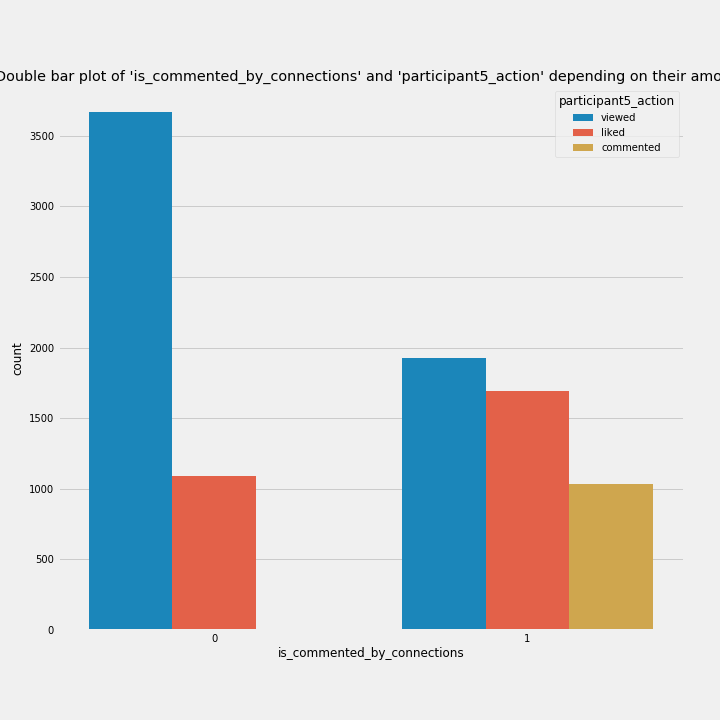 Double bar plot of 'is_commented_by_connections' and 'participant5_action' depending on their
participant5_action
viewed
liked
commented
3500
3000
2500
2000
1500
1000
500
0
count
0
1
is_commented_by_connections